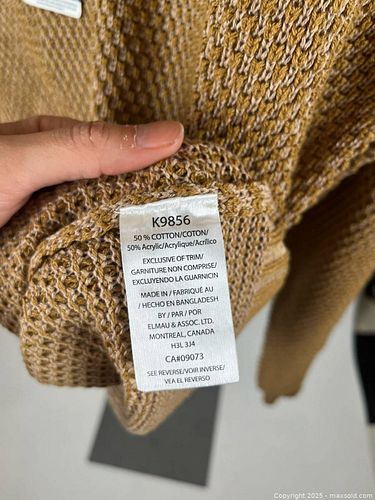 K9856
50 % COTTON/COTON/
50% Acrylic/Acrylique/Acrílico
EXCLUSIVE OF TRIM/
GARNITURE NON COMPRISE/
EXCLUYENDO LA GUARNICIN
MADE IN / FABRIQUÉ AU
/ HECHO EN BANGLADESH
BY / PAR / POR
ELMAU & ASSOC. LTD.
MONTREAL, CANADA
H3L 3J4
CA#09073
SEE REVERSE/VOIR INVERSE/
VEA EL REVERSO
Copyright 2025 - maxsold.com